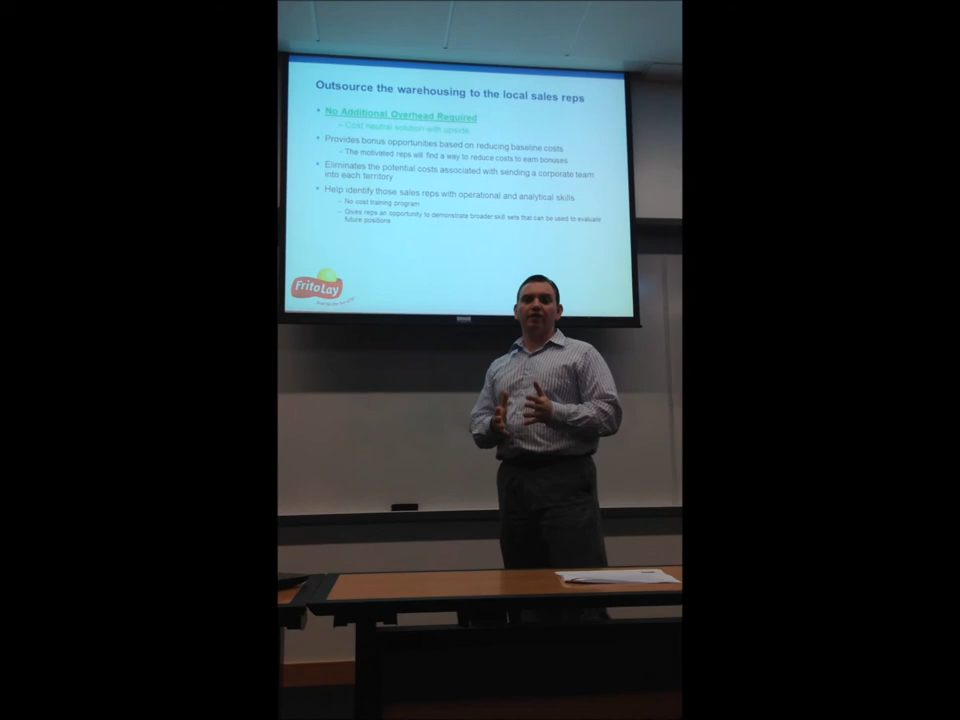 Outsource the warehousing to the local sales reps
• No Additional Overhead Required
– Cost neutral solution with upside
• Provides bonus opportunities based on reducing baseline costs
– The motivated reps will find a way to reduce costs to earn bonuses
• Eliminates the potential costs associated with sending a corporate team
into each territory
• Help identify those sales reps with operational and analytical skills
– No cost training program
– Gives reps an opportunity to demonstrate broader skill sets that can be used to evaluate
future positions
Frito Lay